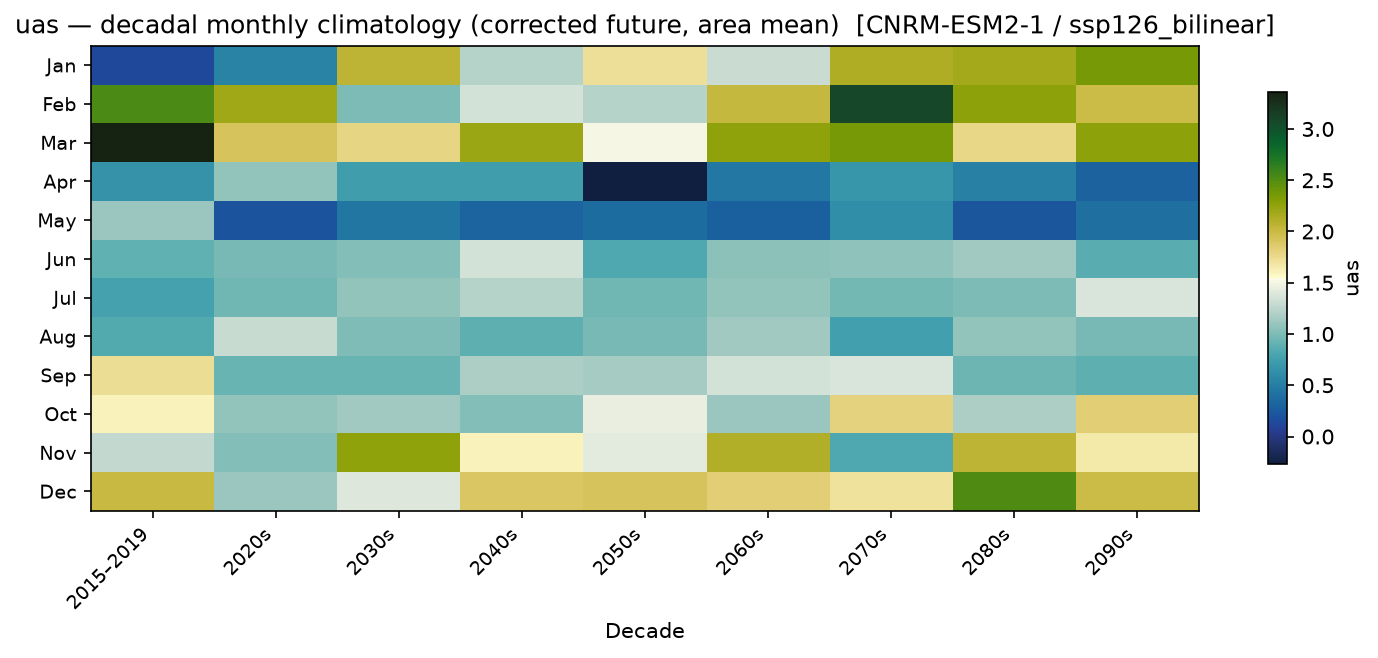 uas — decadal monthly climatology (corrected future, area mean)  [CNRM-ESM2-1 / ssp126_bilinear]
Jan
Feb
Mar
Apr
May
Jun
Jul
Aug
Sep
Oct
Nov
Dec
2015–2019
2020s
2030s
2040s
2050s
2060s
2070s
2080s
2090s
Decade
3.0
2.5
2.0
1.5
1.0
0.5
0.0
uas